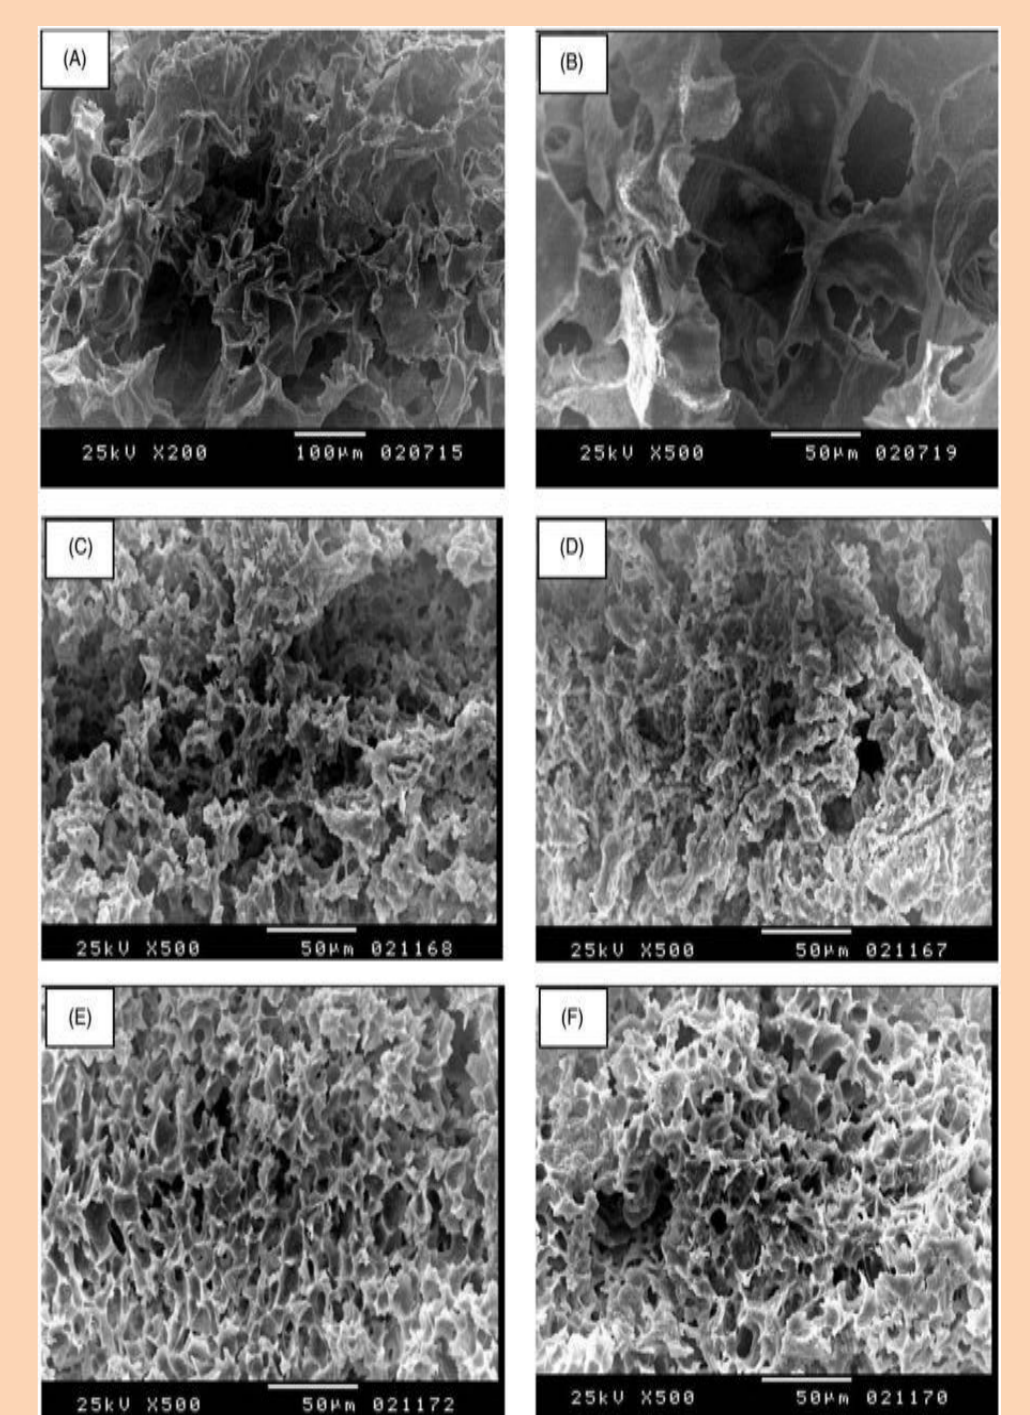 (A)
(B)
25kV X200 100µm 020715
25kV X500 50µm 020719
(C)
(D)
25kV X500 50µm 021168
25kV X500 50µm 021167
(E)
(F)
25kV X500 50µm 021172
25kV X500 50µm 021170